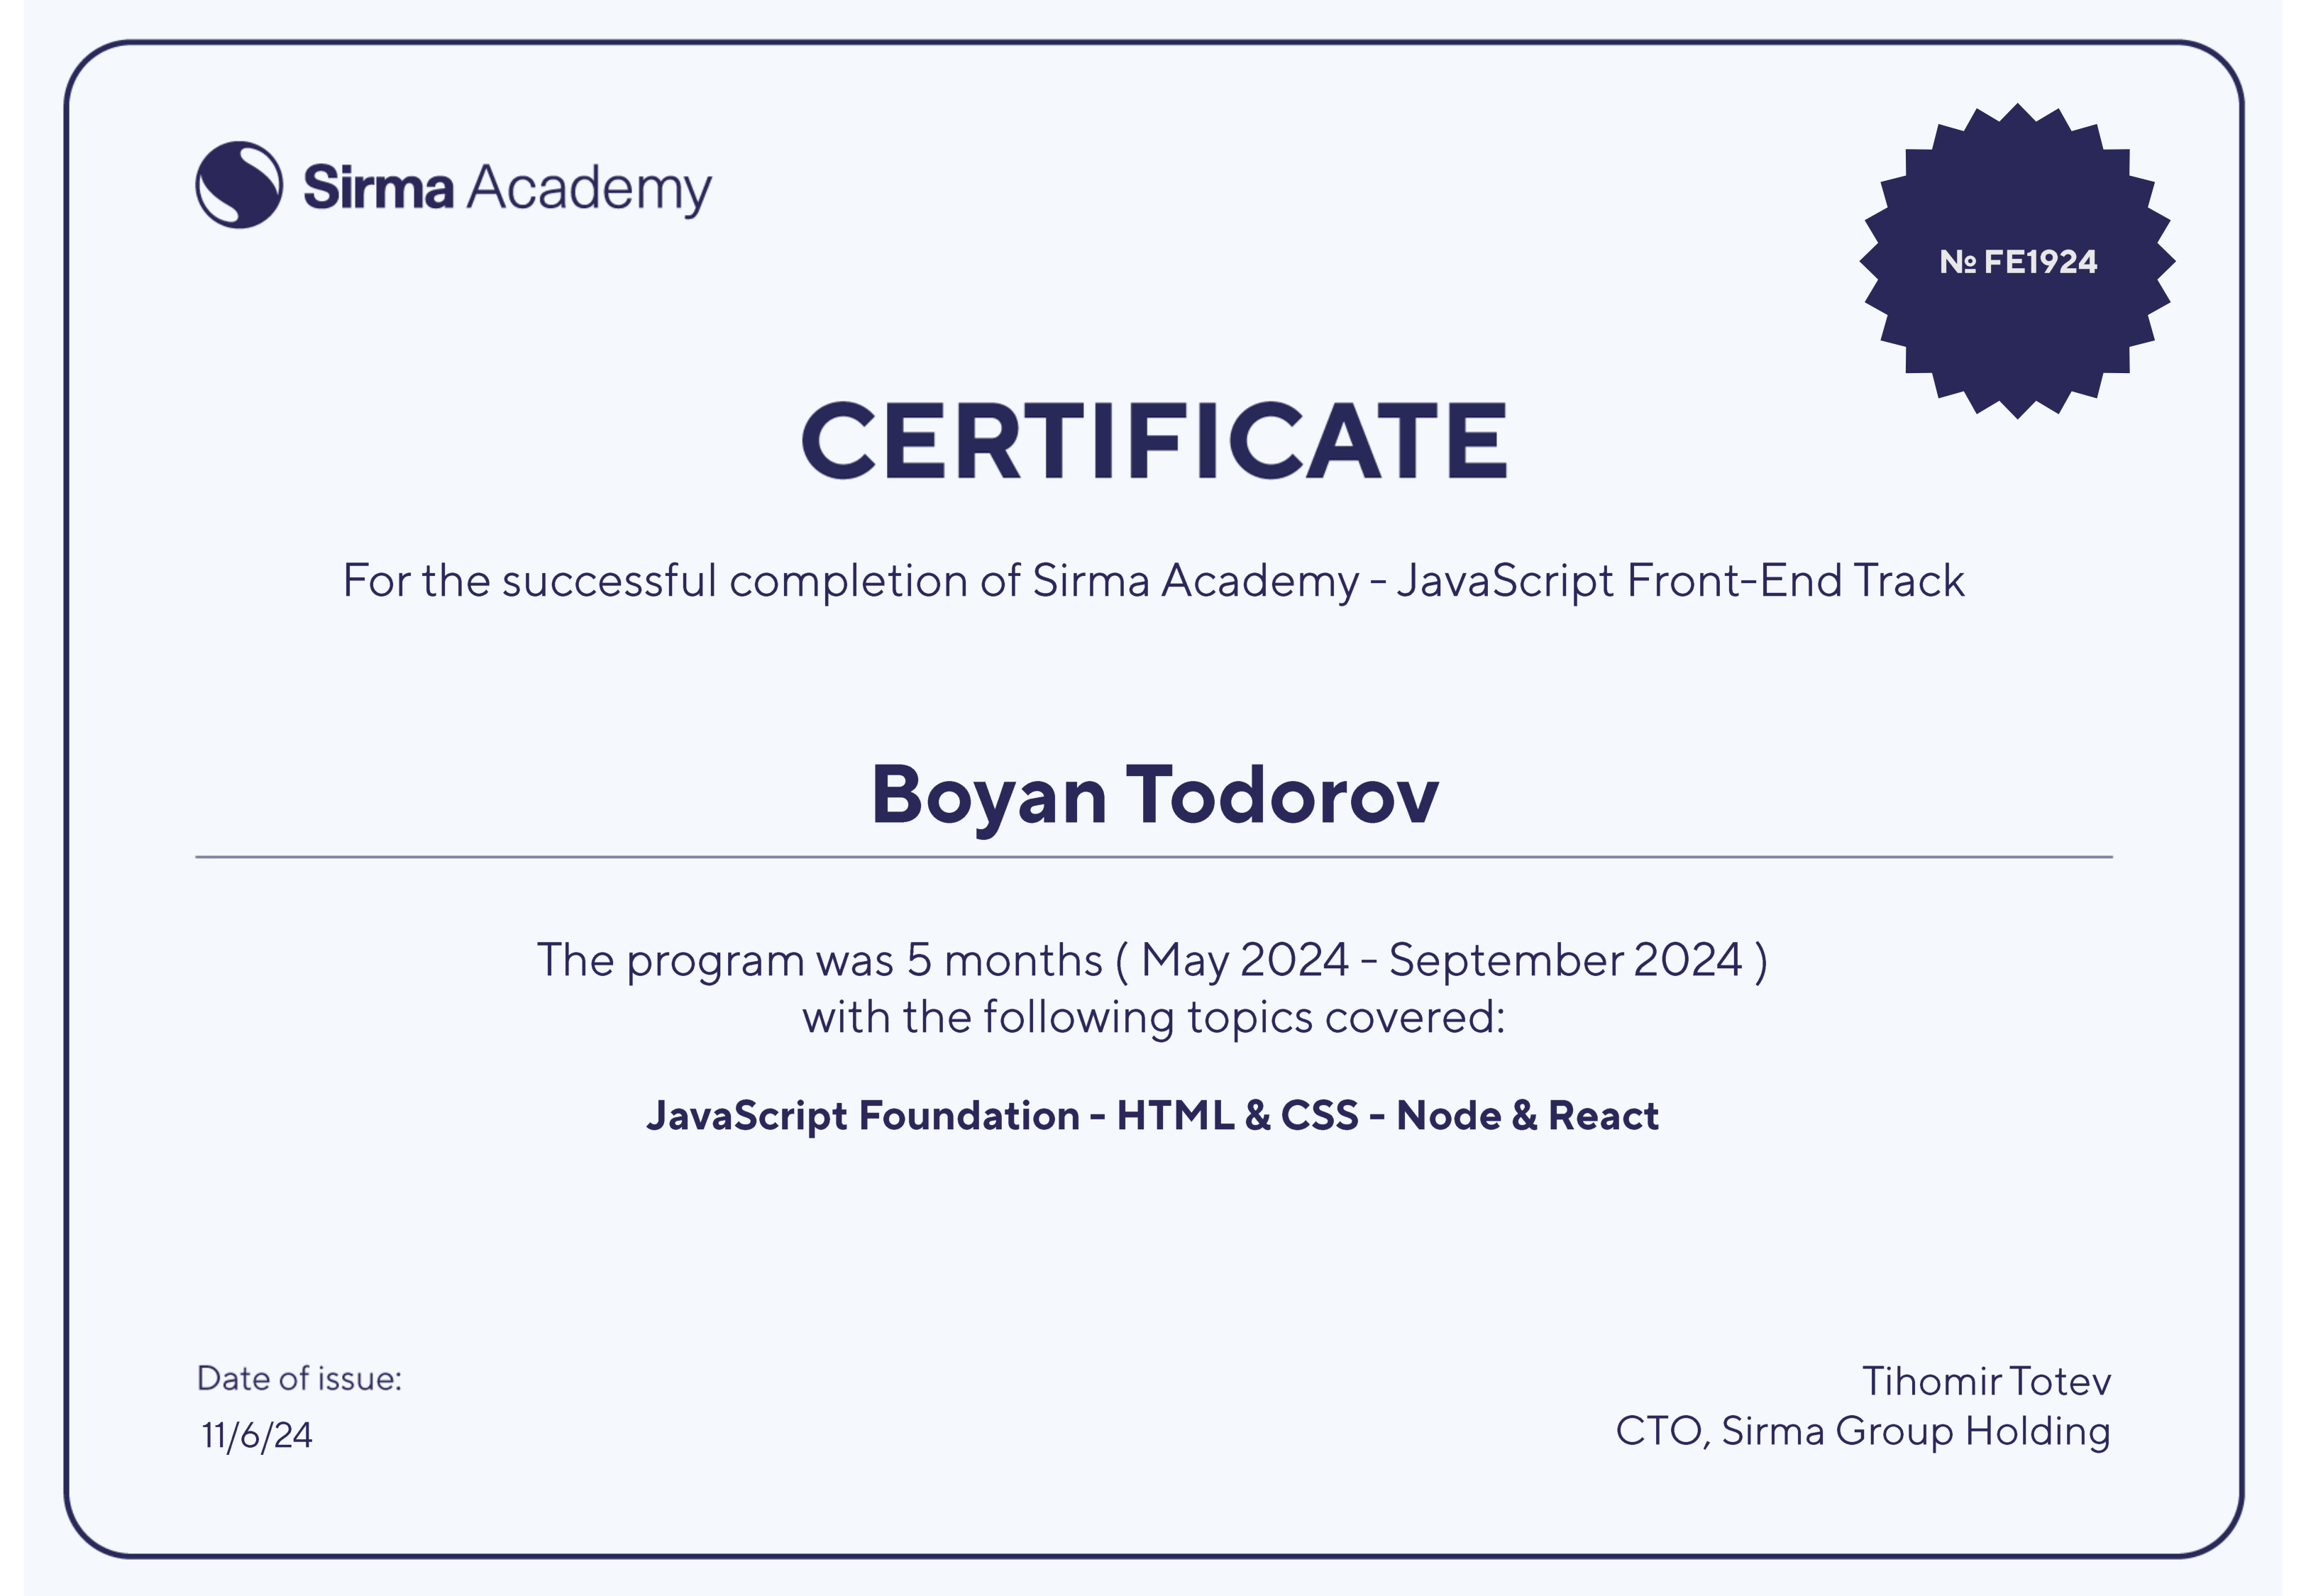 Sirma Academy
№ FE1924
CERTIFICATE
For the successful completion of Sirma Academy - JavaScript Front-End Track
Boyan Todorov
The program was 5 months ( May 2024 - September 2024 )
with the following topics covered:
JavaScript Foundation - HTML & CSS - Node & React
Date of issue:
11/6/24
Tihomir Totev
CTO, Sirma Group Holding